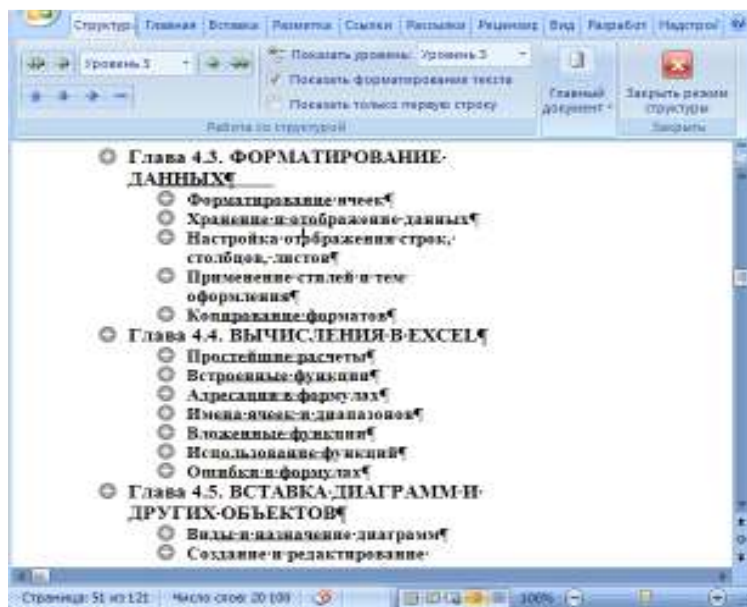 Структура Главная Вставка Разметка Ссылки Рассылки Рецензир Вид Разработ Надстрой
Уровень 3
Показать уровень: Уровень 3
Показать форматирование текста
Показать только первую строку
Главный документ
Закрыть режим структуры
Работа со структурой
Закрыть
Глава 4.3. ФОРМАТИРОВАНИЕ·
ДАННЫХ¶
Форматирование·ячеек¶
Хранение·и·отображение·данных¶
Настройка·отображения·строк,·
столбцов,·листов¶
Применение·стилей·и·тем·
оформления¶
Копирование·форматов¶
Глава 4.4. ВЫЧИСЛЕНИЯ·В·EXCEL¶
Простейшие·расчеты¶
Встроенные·функции¶
Адресация·в·формулах¶
Имена·ячеек·и·диапазонов¶
Вложенные·функции¶
Использование·функций¶
Ошибки·в·формулах¶
Глава 4.5. ВСТАВКА·ДИАГРАММ·И·
ДРУГИХ·ОБЪЕКТОВ¶
Виды·и·назначение·диаграмм¶
Создание·и·редактирование·
Страница: 51 из 121 Число слов: 20 108 100%